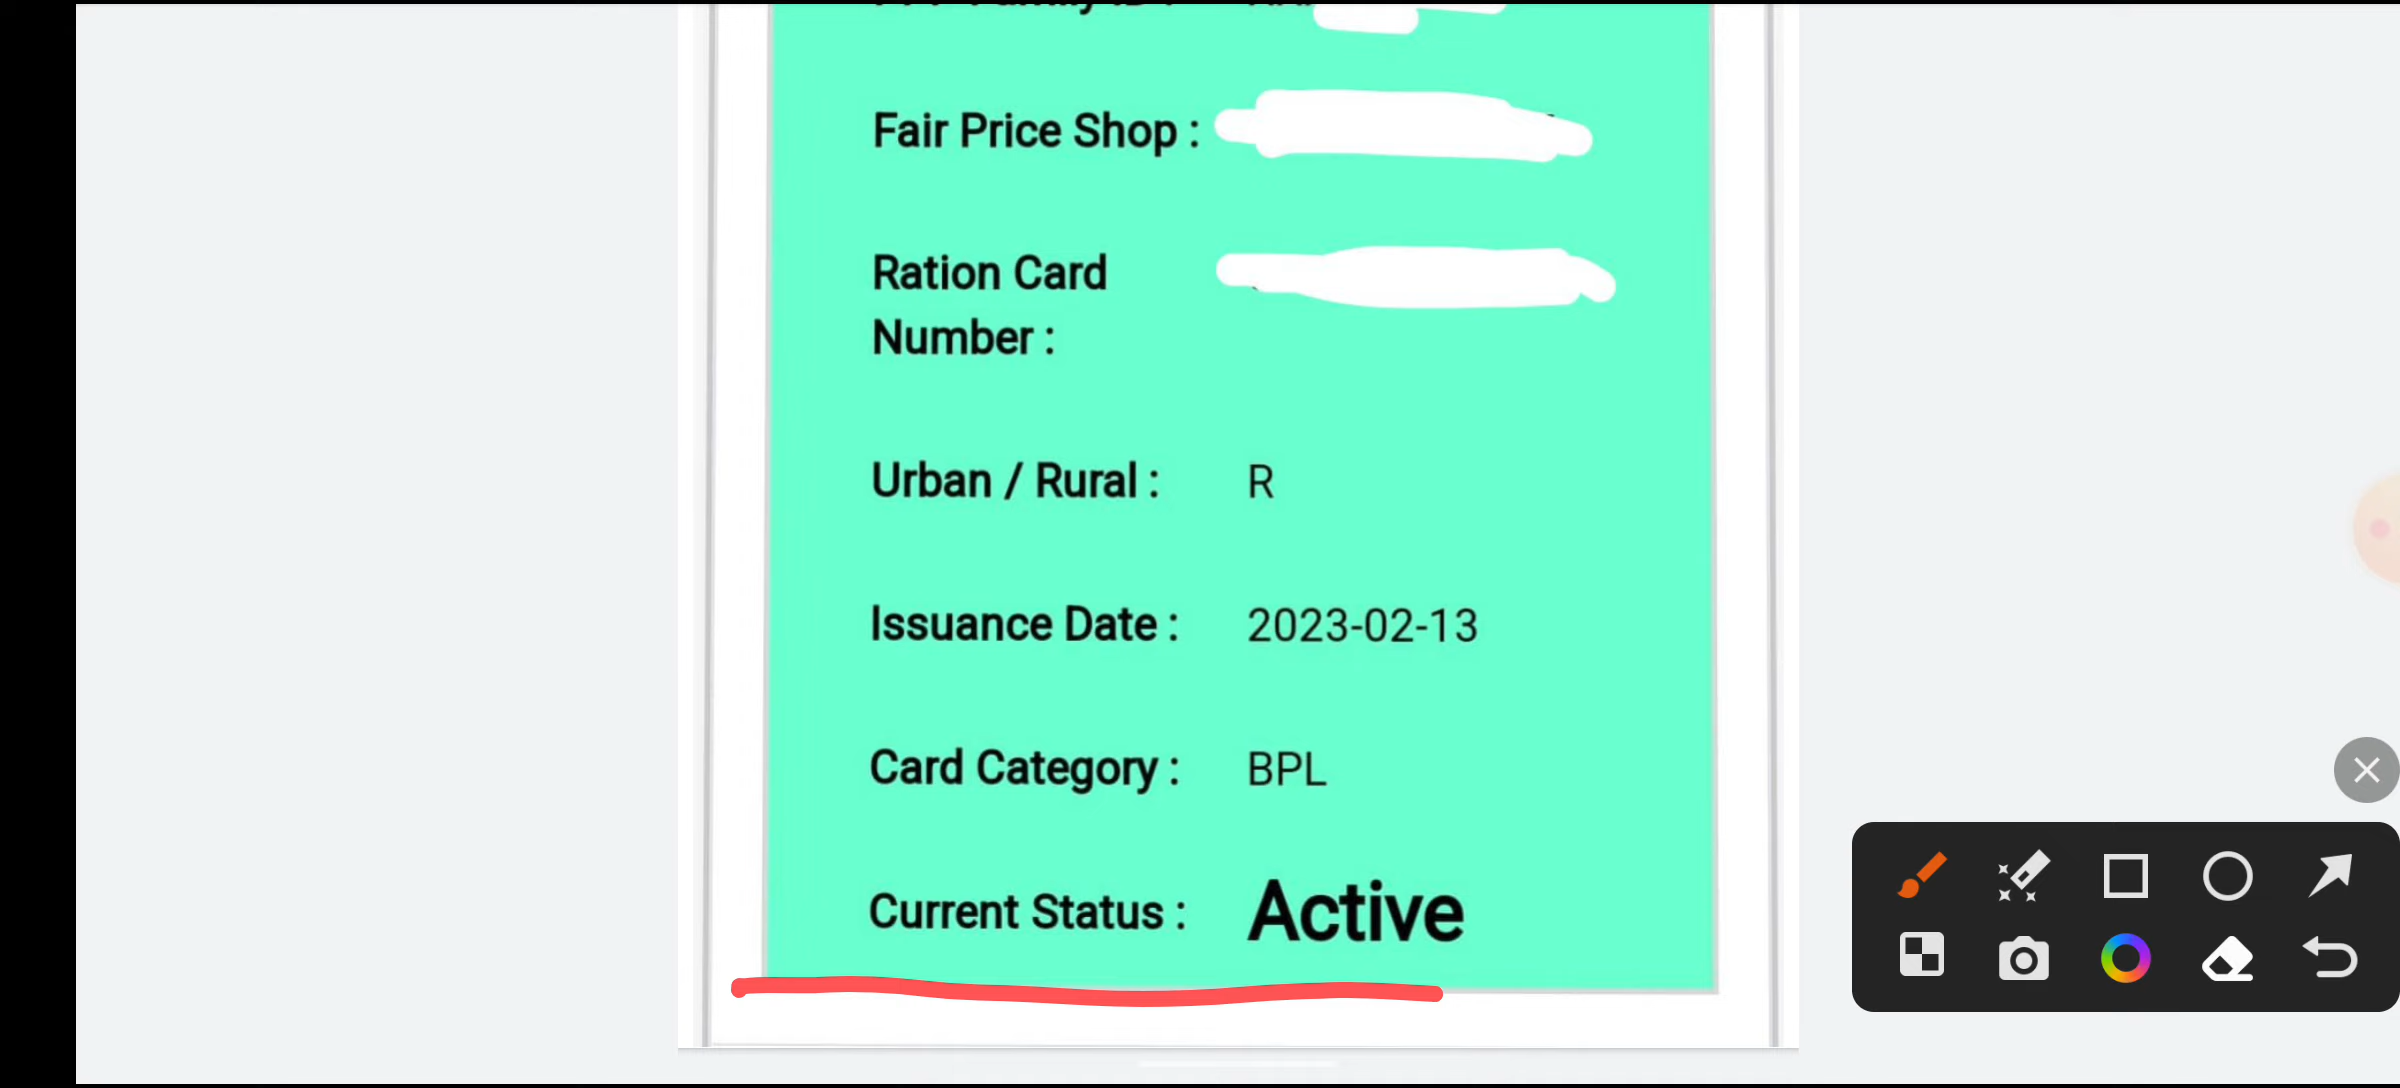 Fair Price Shop :
Ration Card
Number :
Urban / Rural : R
Issuance Date : 2023-02-13
Card Category : BPL
Current Status : Active